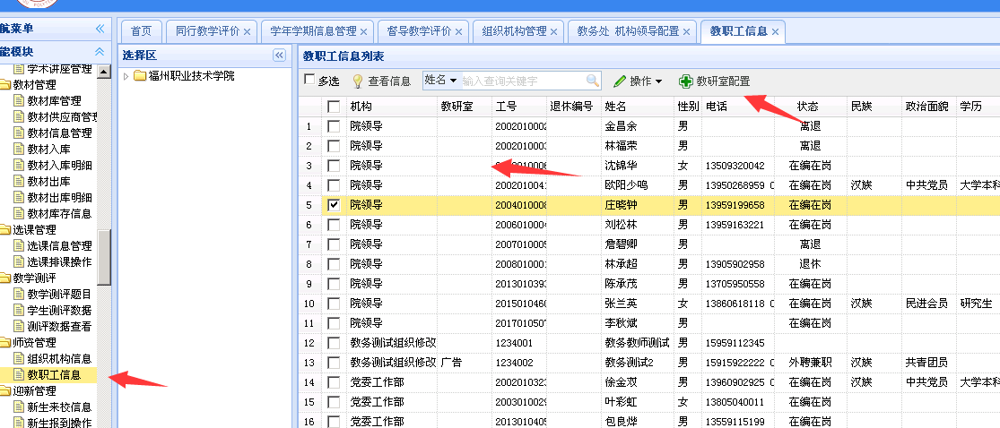 航菜单
能模块
学术讲座管理
教材管理
教材库管理
教材供应商管
教材信息管理
教材入库
教材入库明细
教材出库
教材出库明细
教材库存信息
选课管理
选课信息管理
选课排课操作
教学测评
教学测评题目
学生测评数据
测评数据查看
师资管理
组织机构信息
教职工信息
迎新管理
新生来校信息
新生报到操作
首页 同行教学评价 学年学期信息管理 督导教学评价 组织机构管理 教务处 机构领导配置 教职工信息
选择区
福州职业技术学院
教职工信息列表
多选 查看信息 姓名 输入查询关键字 操作 教研室配置
机构 教研室 工号 退休编号 姓名 性别 电话 状态 民族 政治面貌 学历
1 院领导 2002010002 金昌余 男 离退
2 院领导 2002010003 林福荣 男 离退
3 院领导 沈锦华 女 13509320042 在编在岗
4 院领导 2002010041 欧阳少鸣 男 13950268959 在编在岗 汉族 中共党员 大学本科
5 院领导 2004010008 庄晓钟 男 13959199658 在编在岗
6 院领导 2006010004 刘松林 男 13959163221 在编在岗
7 院领导 2007010005 詹碧卿 男 离退
8 院领导 2008010001 林承超 男 13905902958 退休
9 院领导 2013010393 陈承茂 男 13705950558 在编在岗
10 院领导 2015010460 张兰英 女 13860618118 在编在岗 汉族 民进会员 研究生
11 院领导 2017010507 李秋斌 男 在编在岗
12 教务测试组织修改 1234001 教务教师测试 男 15959112345
13 教务测试组织修改 广告 1234002 教务测试2 男 15915922222 外聘兼职 汉族 共青团员
14 党委工作部 2002010323 徐金双 男 13960902925 在编在岗 汉族 中共党员 大学本科
15 党委工作部 2003010029 叶彩虹 女 13805040011 在编在岗
16 党委工作部 2013010405 包良烨 男 13559115199 在编在岗